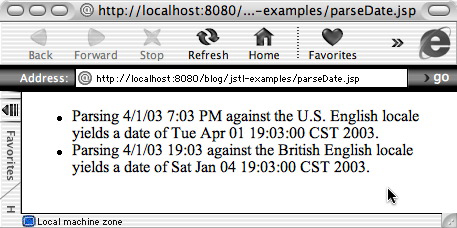 http://localhost:8080/...-examples/parseDate.jsp
Back Forward Stop Refresh Home Favorites »
Address: http://localhost:8080/blog/jstl-examples/parseDate.jsp go
Favorites
H
• Parsing 4/1/03 7:03 PM against the U.S. English locale
yields a date of Tue Apr 01 19:03:00 CST 2003.
• Parsing 4/1/03 19:03 against the British English locale
yields a date of Sat Jan 04 19:03:00 CST 2003.
Local machine zone